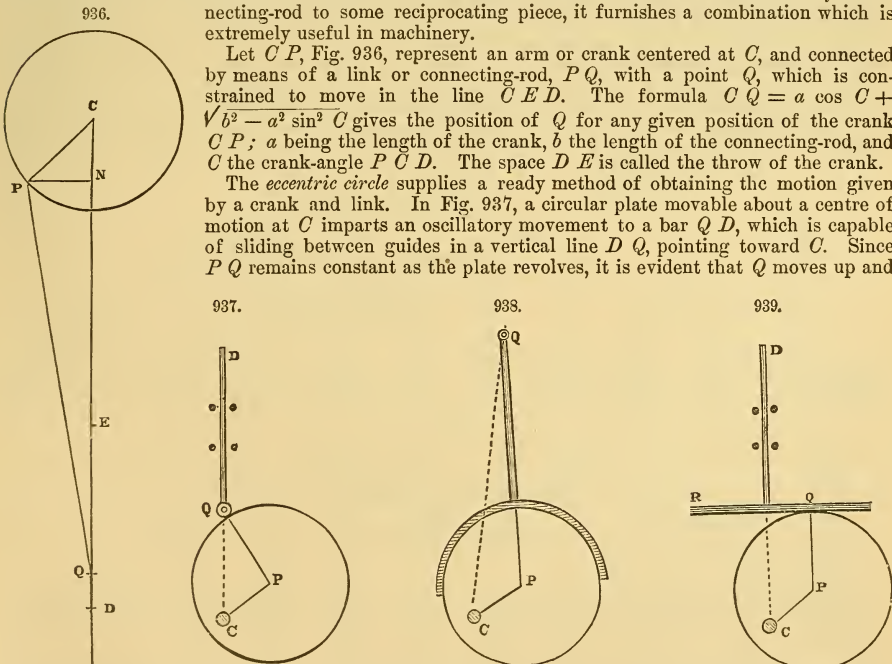 936.
necting-rod to some reciprocating piece, it furnishes a combination which is
extremely useful in machinery.
Let C P, Fig. 936, represent an arm or crank centered at C, and connected
by means of a link or connecting-rod, P Q, with a point Q, which is con-
strained to move in the line C E D. The formula C Q = a cos C +
√b² — a² sin² C gives the position of Q for any given position of the crank
C P; a being the length of the crank, b the length of the connecting-rod, and
C the crank-angle P C D. The space D E is called the throw of the crank.
The eccentric circle supplies a ready method of obtaining the motion given
by a crank and link. In Fig. 937, a circular plate movable about a centre of
motion at C imparts an oscillatory movement to a bar Q D, which is capable
of sliding between guides in a vertical line D Q, pointing toward C. Since
P Q remains constant as the plate revolves, it is evident that Q moves up and
C
P
N
E
Q
D
937.
D
Q
P
C
938.
Q
P
C
939.
D
R
Q
P
C